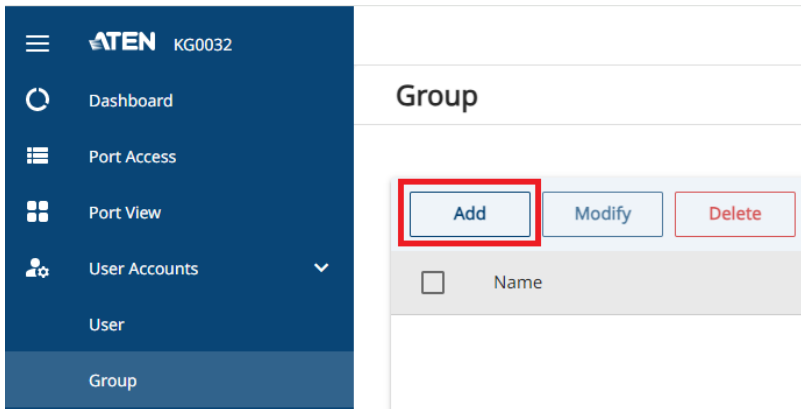 ATEN KG0032
Dashboard
Port Access
Port View
User Accounts
User
Group
Group
Add Modify Delete
Name